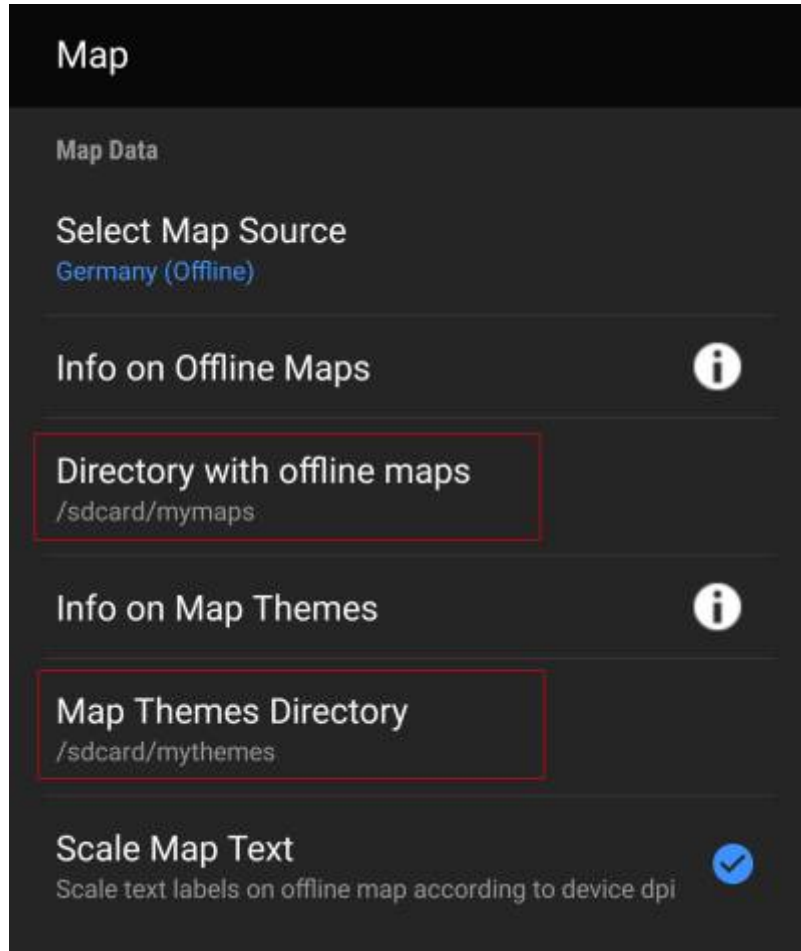 Map
Map Data
Select Map Source
Germany (Offline)
Info on Offline Maps
Directory with offline maps
/sdcard/mymaps
Info on Map Themes
Map Themes Directory
/sdcard/mythemes
Scale Map Text
Scale text labels on offline map according to device dpi